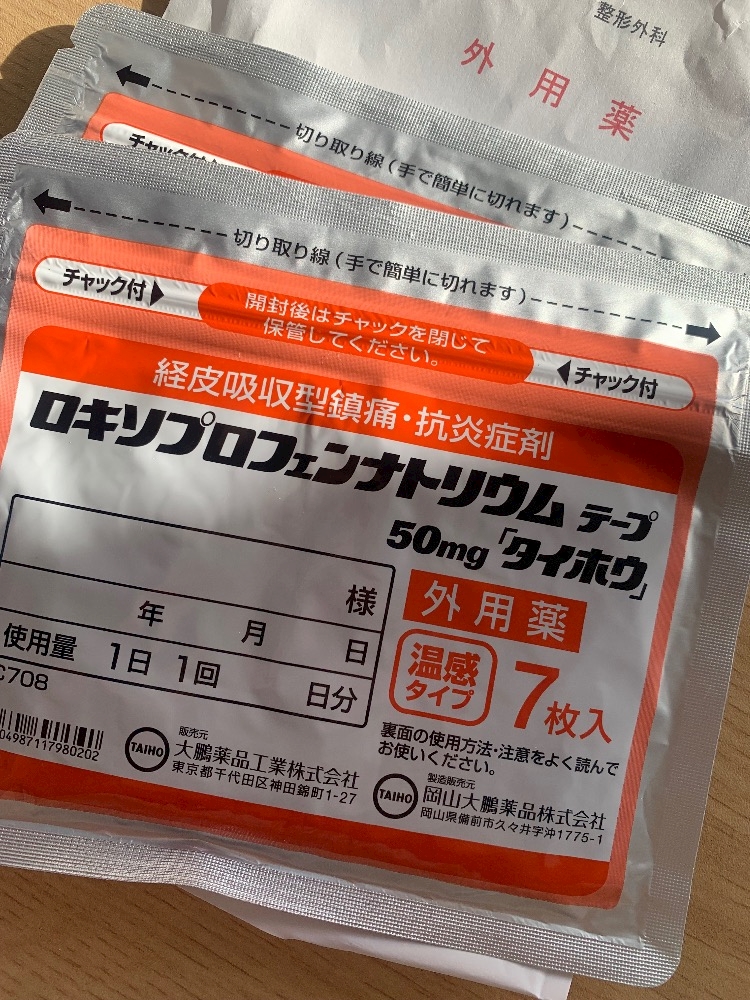 整形外科
外用薬
切り取り線（手で簡単に切れます）
チャック付
切り取り線（手で簡単に切れます）
チャック付
開封後はチャックを閉じて
保管してください。
チャック付
経皮吸収型鎮痛・抗炎症剤
ロキソプロフェンナトリウム テープ
50mg「タイホウ」
様
年 月 日
使用量 1日 1回 日分
C708
04987117980202
外用薬
温感
タイプ
7枚入
裏面の使用方法・注意をよく読んで
お使いください。
TAIHO
販売元
大鵬薬品工業株式会社
東京都千代田区神田錦町1-27
TAIHO
製造販売元
岡山大鵬薬品株式会社
岡山県備前市久々井字沖1775-1